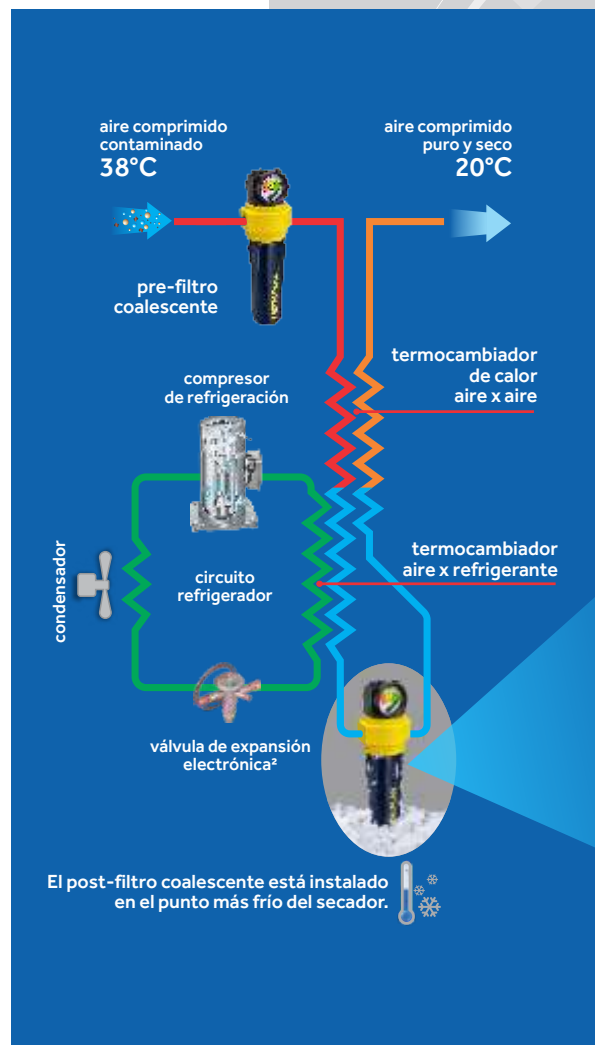 aire comprimido
contaminado
38°C
aire comprimido
puro y seco
20°C
pre-filtro
coalescente
termocambiador
de calor
aire x aire
compresor
de refrigeración
condensador
circuito
refrigerador
termocambiador
aire x refrigerante
válvula de expansión
electrónica²
El post-filtro coalescente está instalado
en el punto más frío del secador.